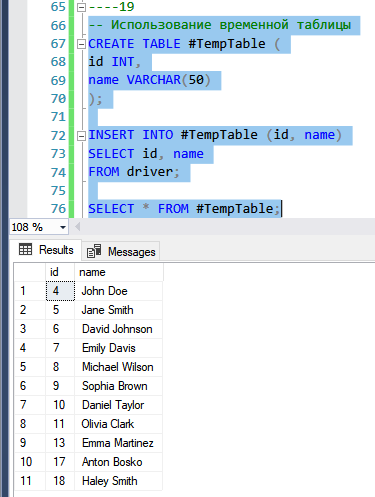 65 ----19
66 -- Использование временной таблицы
67 CREATE TABLE #TempTable (
68 id INT,
69 name VARCHAR(50)
70 );
71
72 INSERT INTO #TempTable (id, name)
73 SELECT id, name
74 FROM driver;
75
76 SELECT * FROM #TempTable;
108 %
Results Messages
id name
1 4 John Doe
2 5 Jane Smith
3 6 David Johnson
4 7 Emily Davis
5 8 Michael Wilson
6 9 Sophia Brown
7 10 Daniel Taylor
8 11 Olivia Clark
9 13 Emma Martinez
10 17 Anton Bosko
11 18 Haley Smith